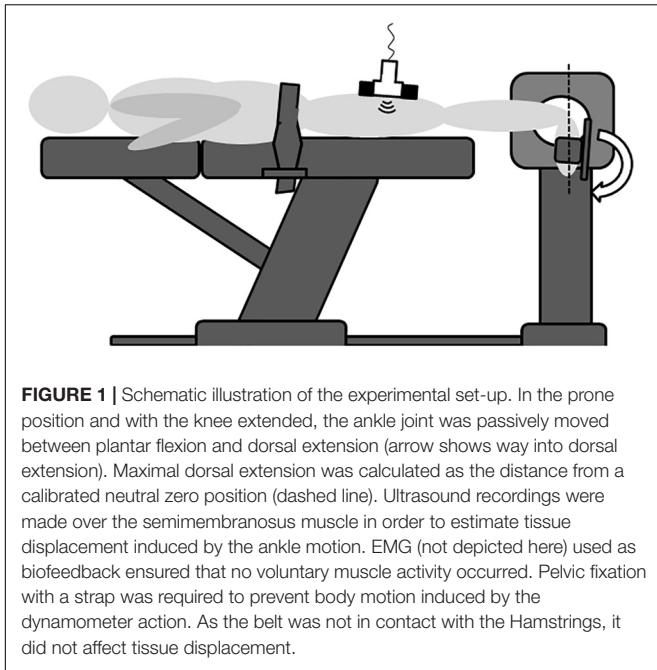 FIGURE 1 | Schematic illustration of the experimental set-up. In the prone
position and with the knee extended, the ankle joint was passively moved
between plantar flexion and dorsal extension (arrow shows way into dorsal
extension). Maximal dorsal extension was calculated as the distance from a
calibrated neutral zero position (dashed line). Ultrasound recordings were
made over the semimembranosus muscle in order to estimate tissue
displacement induced by the ankle motion. EMG (not depicted here) used as
biofeedback ensured that no voluntary muscle activity occurred. Pelvic fixation
with a strap was required to prevent body motion induced by the
dynamometer action. As the belt was not in contact with the Hamstrings, it
did not affect tissue displacement.